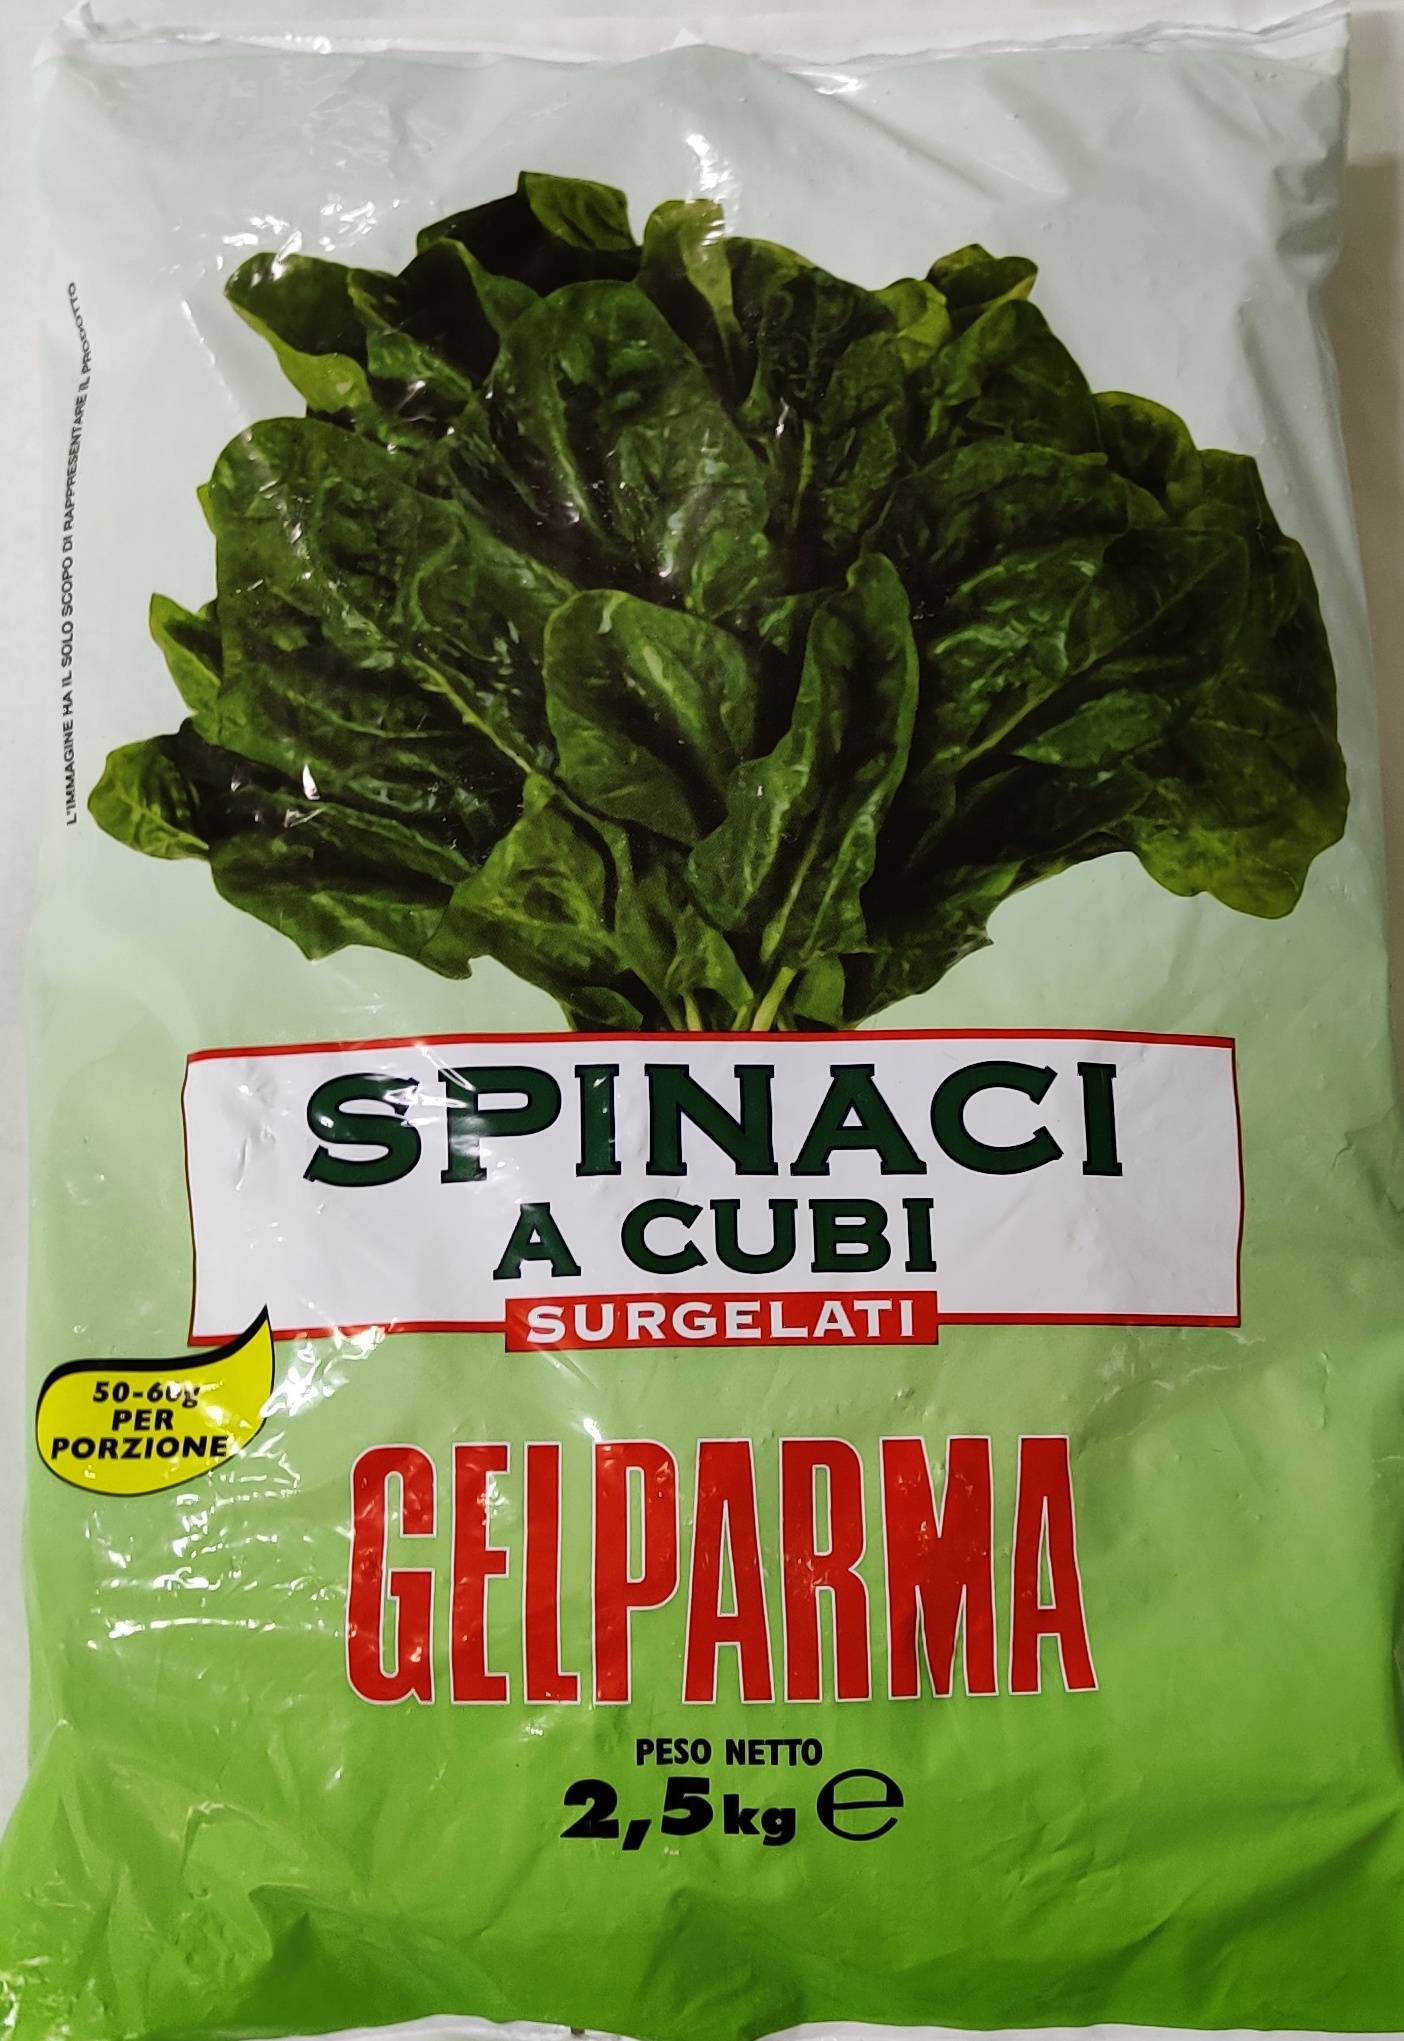 L'IMMAGINE HA IL SOLO SCOPO DI RAPPRESENTARE IL PRODOTTO
SPINACI
A CUBI
SURGELATI
50-60g
PER
PORZIONE
GELPARMA
PESO NETTO
2,5kg ℮